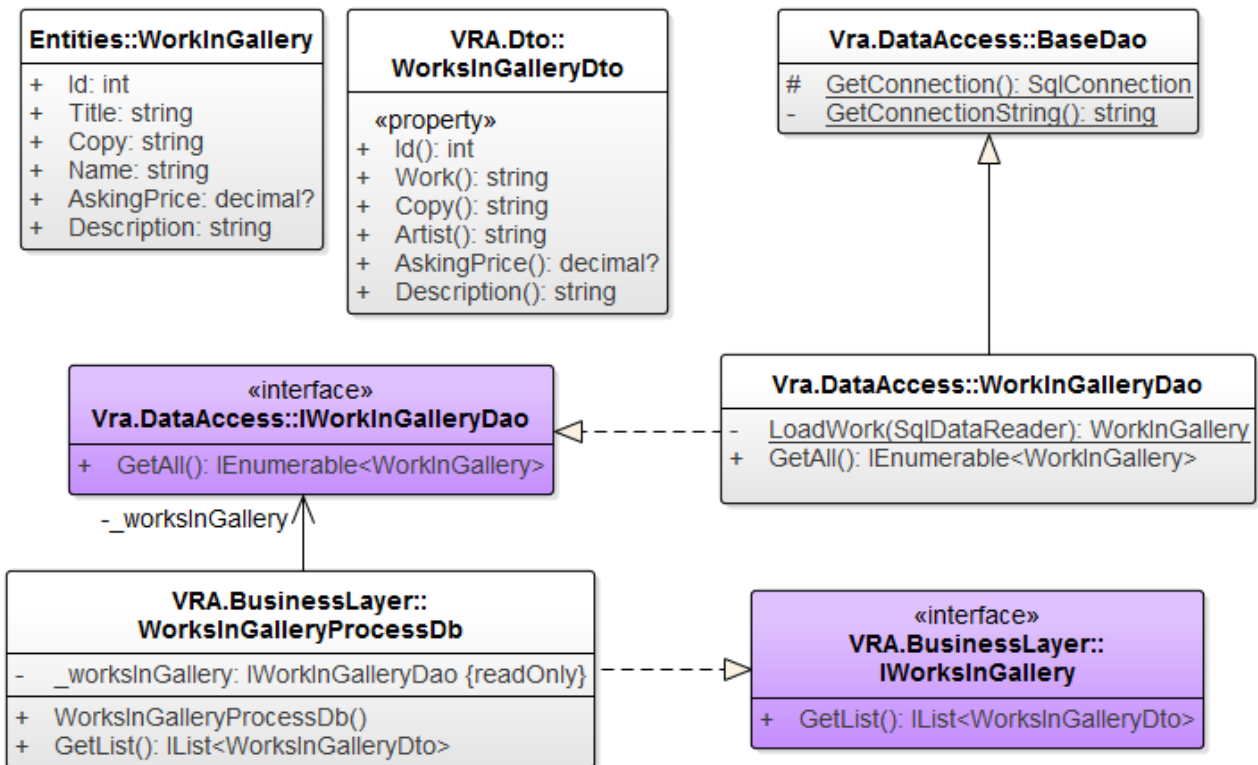 Entities::WorkInGallery
+ Id: int
+ Title: string
+ Copy: string
+ Name: string
+ AskingPrice: decimal?
+ Description: string
VRA.Dto::
WorksInGalleryDto
«property»
+ Id(): int
+ Work(): string
+ Copy(): string
+ Artist(): string
+ AskingPrice(): decimal?
+ Description(): string
Vra.DataAccess::BaseDao
# GetConnection(): SqlConnection
- GetConnectionString(): string
«interface»
Vra.DataAccess::IWorkInGalleryDao
+ GetAll(): IEnumerable<WorkInGallery>
Vra.DataAccess::WorkInGalleryDao
- LoadWork(SqlDataReader): WorkInGallery
+ GetAll(): IEnumerable<WorkInGallery>
-_worksInGallery
VRA.BusinessLayer::
WorksInGalleryProcessDb
- _worksInGallery: IWorkInGalleryDao {readOnly}
+ WorksInGalleryProcessDb()
+ GetList(): IList<WorksInGalleryDto>
«interface»
VRA.BusinessLayer::
IWorksInGallery
+ GetList(): IList<WorksInGalleryDto>